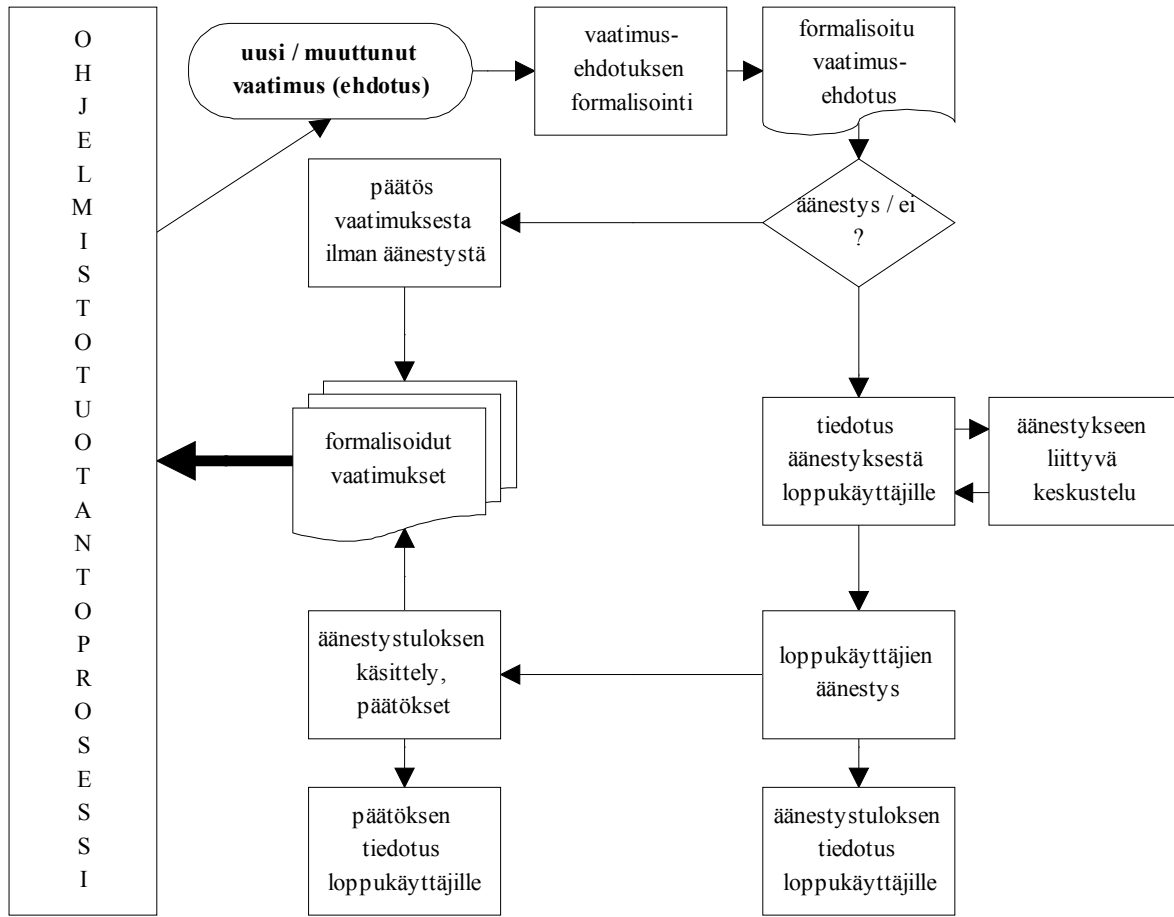 O
H
J
E
L
M
I
S
T
O
T
U
O
T
A
N
T
O
P
R
O
S
E
S
S
I
uusi / muuttunut
vaatimus (ehdotus)
vaatimus-
ehdotuksen
formalisointi
formalisoitu
vaatimus-
ehdotus
päätös
vaatimuksesta
ilman äänestystä
äänestys / ei
?
formalisoidut
vaatimukset
tiedotus
äänestyksestä
loppukäyttäjille
äänestykseen
liittyvä
keskustelu
äänestystuloksen
käsittely,
päätökset
loppukäyttäjien
äänestys
päätöksen
tiedotus
loppukäyttäjille
äänestystuloksen
tiedotus
loppukäyttäjille